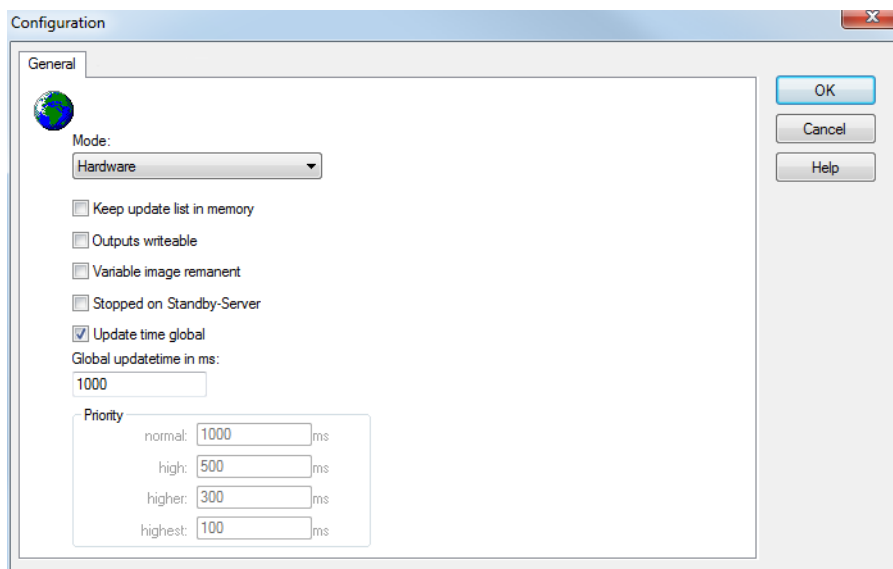 Configuration
General
OK
Cancel
Help
Mode:
Hardware
Keep update list in memory
Outputs writeable
Variable image remanent
Stopped on Standby-Server
Update time global
Global updatetime in ms:
1000
Priority
normal: 1000 ms
high: 500 ms
higher: 300 ms
highest: 100 ms